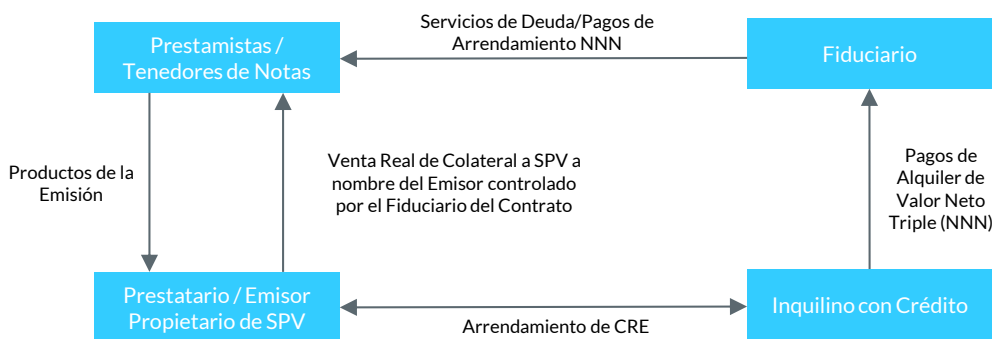 Servicios de Deuda/Pagos de
Arrendamiento NNN
Prestamistas /
Tenedores de Notas
Fiduciario
Productos de la
Emisión
Venta Real de Colateral a SPV a
nombre del Emisor controlado
por el Fiduciario del Contrato
Pagos de
Alquiler de
Valor Neto
Triple (NNN)
Prestatario / Emisor
Propietario de SPV
Arrendamiento de CRE
Inquilino con Crédito